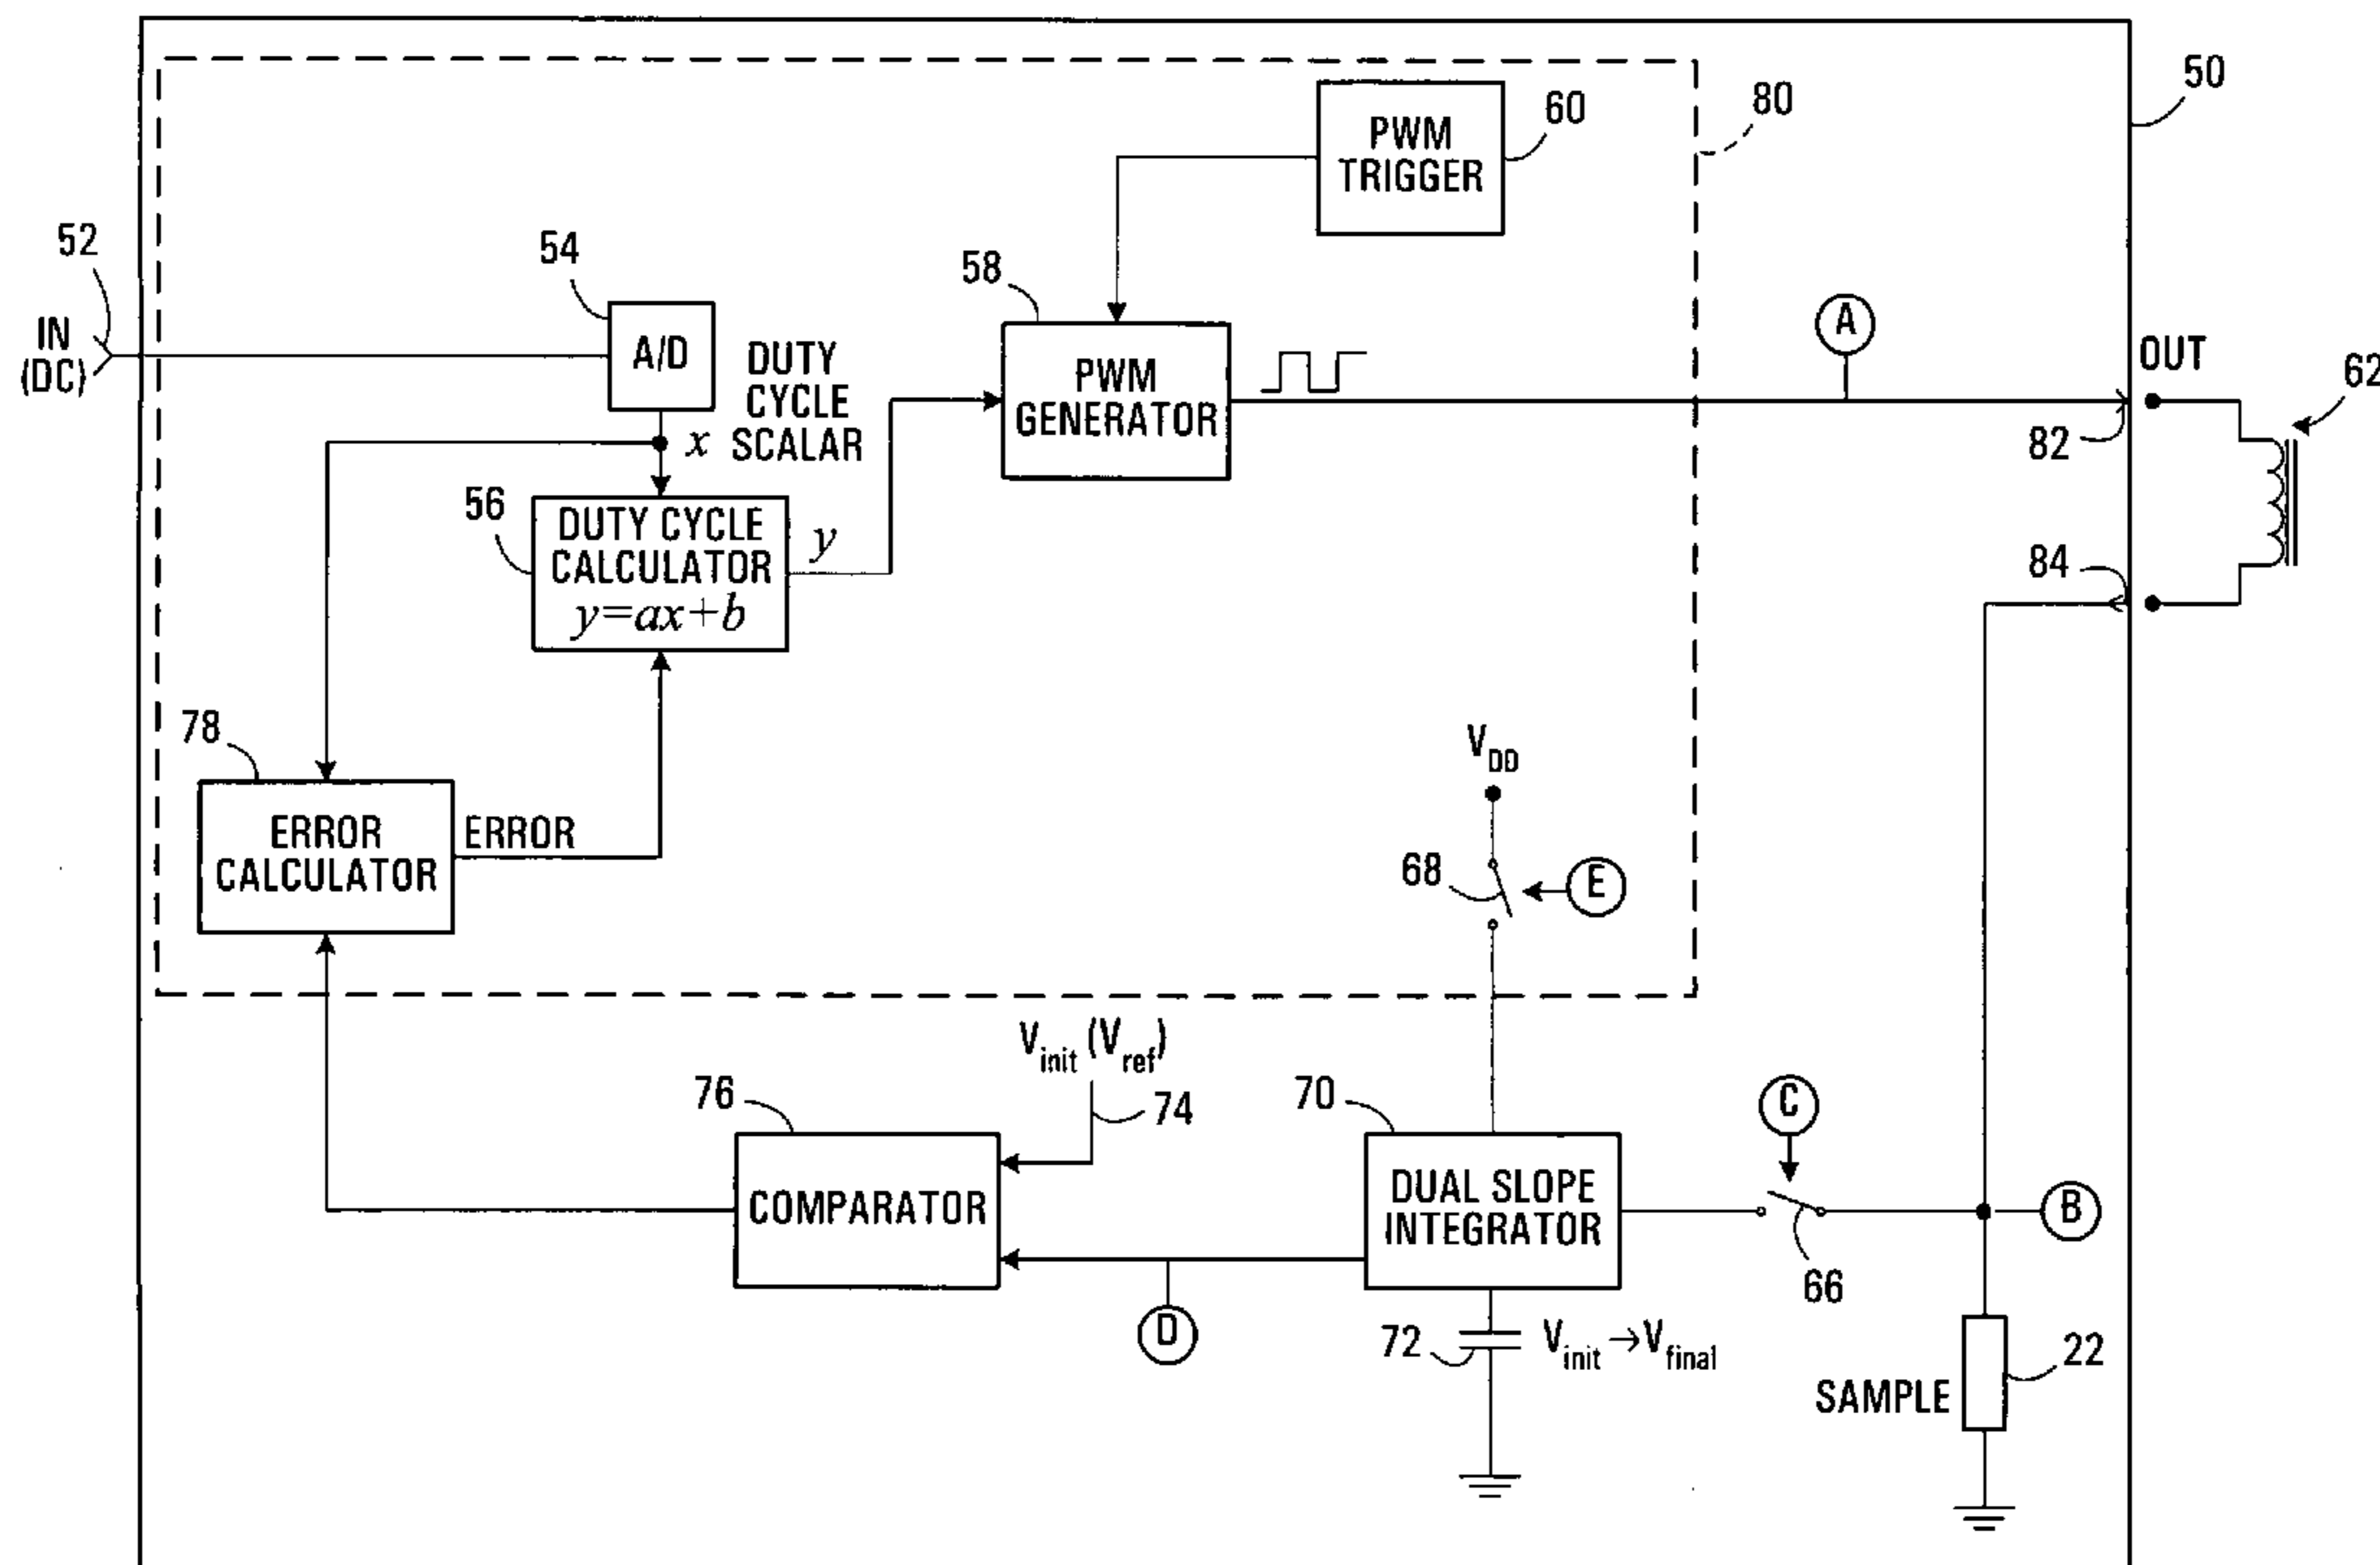 50
80
PWM
TRIGGER
60
52
54
58
IN
(DC)
A/D
DUTY
CYCLE
SCALAR
x
PWM
GENERATOR
A
OUT
62
82
56
DUTY CYCLE
CALCULATOR
y=ax+b
y
84
78
ERROR
CALCULATOR
ERROR
VDD
68
E
Vinit (Vref)
74
76
COMPARATOR
70
DUAL SLOPE
INTEGRATOR
C
66
B
D
72
Vinit →Vfinal
SAMPLE
22